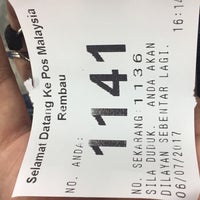 Selamat Datang Ke Pos Malaysia
Rembau
NO. ANDA:
1141
NO. SEKARANG: 1136
SILA DUDUK. ANDA AKAN
DILAYAN SEBENTAR LAGI.
06/07/2017 16:14